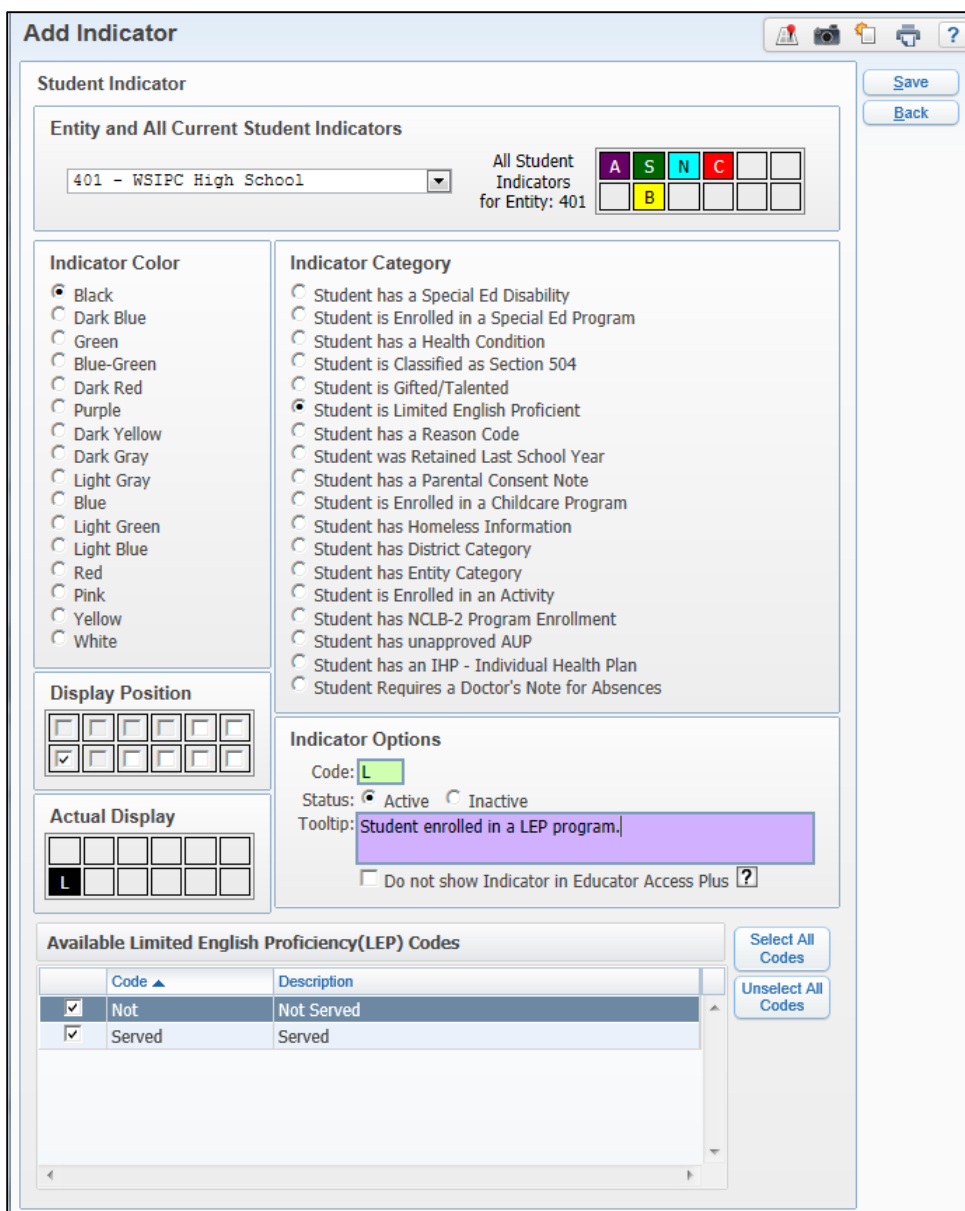 Add Indicator
?
Student Indicator
Save
Back
Entity and All Current Student Indicators
401 - WSIPC High School
All Student
Indicators
for Entity: 401
A S N C
B
Indicator Color
Black
Dark Blue
Green
Blue-Green
Dark Red
Purple
Dark Yellow
Dark Gray
Light Gray
Blue
Light Green
Light Blue
Red
Pink
Yellow
White
Indicator Category
Student has a Special Ed Disability
Student is Enrolled in a Special Ed Program
Student has a Health Condition
Student is Classified as Section 504
Student is Gifted/Talented
Student is Limited English Proficient
Student has a Reason Code
Student was Retained Last School Year
Student has a Parental Consent Note
Student is Enrolled in a Childcare Program
Student has Homeless Information
Student has District Category
Student has Entity Category
Student is Enrolled in an Activity
Student has NCLB-2 Program Enrollment
Student has unapproved AUP
Student has an IHP - Individual Health Plan
Student Requires a Doctor's Note for Absences
Display Position
Actual Display
L
Indicator Options
Code: L
Status: Active Inactive
Tooltip: Student enrolled in a LEP program.
Do not show Indicator in Educator Access Plus ?
Available Limited English Proficiency(LEP) Codes
Select All
Codes
Unselect All
Codes
Code Description
Not Not Served
Served Served